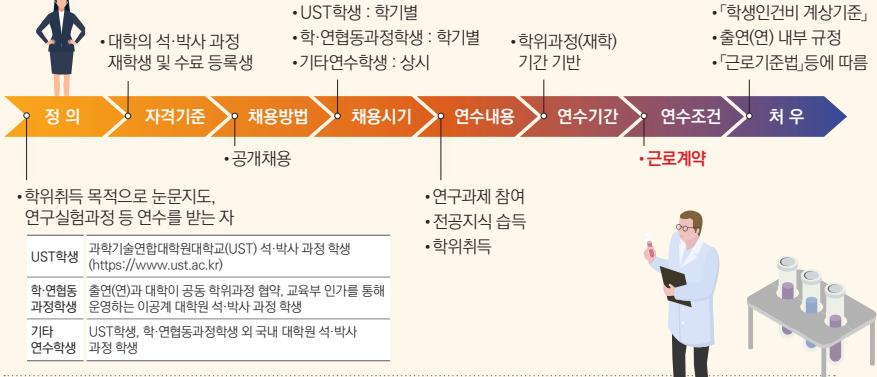 • 대학의 석·박사 과정
재학생 및 수료 등록생
• UST학생 : 학기별
• 학·연협동과정학생 : 학기별
• 기타연수학생 : 상시
• 학위과정(재학)
기간 기반
• 「학생인건비 계상기준」
• 출연(연) 내부 규정
• 「근로기준법」등에 따름
정 의
자격기준
채용방법
채용시기
연수내용
연수기간
연수조건
처 우
• 공개채용
• 근로계약
• 학위취득 목적으로 눈문지도,
연구실험과정 등 연수를 받는 자
• 연구과제 참여
• 전공지식 습득
• 학위취득
UST학생
과학기술연합대학원대학교(UST) 석·박사 과정 학생
(https://www.ust.ac.kr)
학·연협동
과정학생
출연(연)과 대학이 공동 학위과정 협약, 교육부 인가를 통해
운영하는 이공계 대학원 석·박사 과정 학생
기타
연수학생
UST학생, 학·연협동과정학생 외 국내 대학원 석·박사
과정 학생